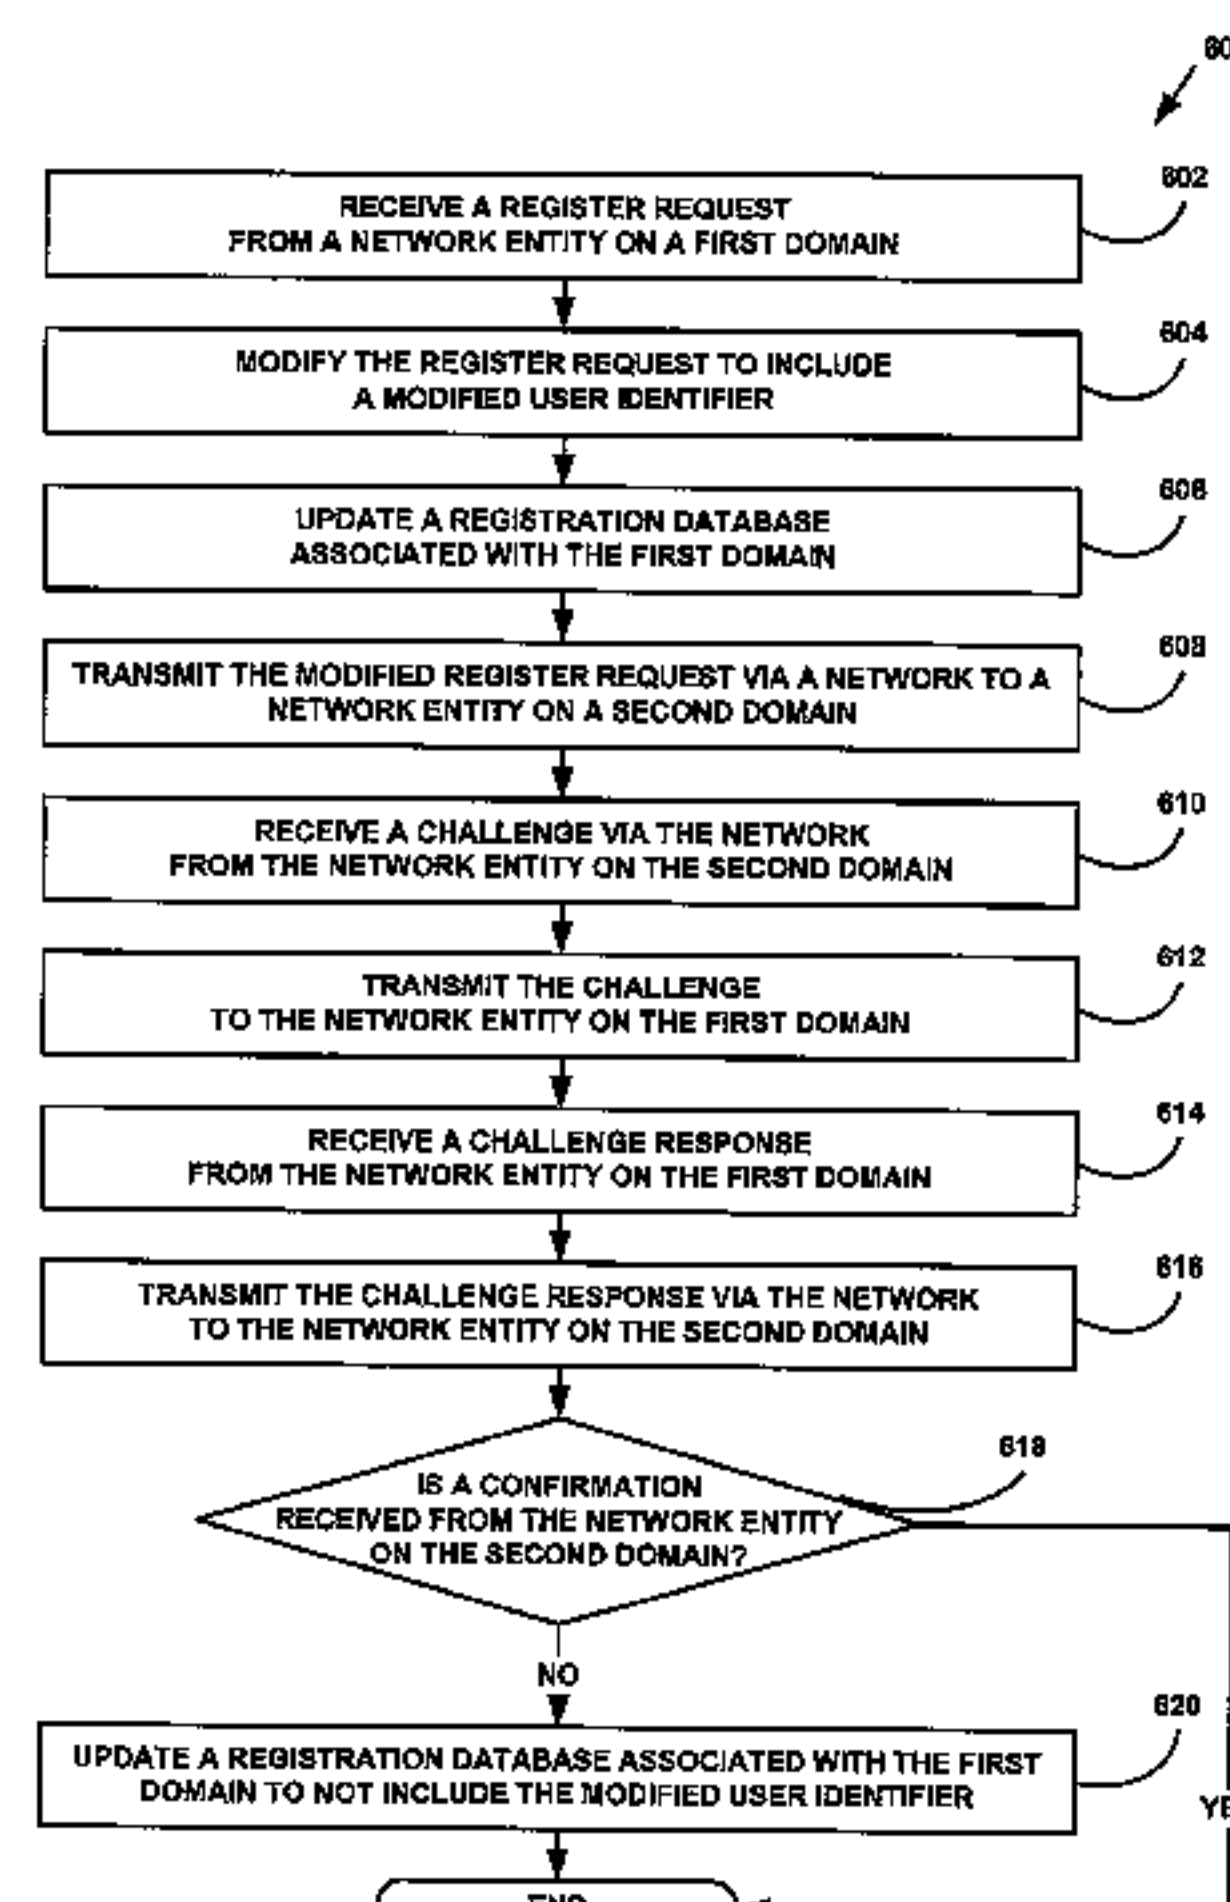 602
RECEIVE A REGISTER REQUEST
FROM A NETWORK ENTITY ON A FIRST DOMAIN
604
MODIFY THE REGISTER REQUEST TO INCLUDE
A MODIFIED USER IDENTIFIER
606
UPDATE A REGISTRATION DATABASE
ASSOCIATED WITH THE FIRST DOMAIN
608
TRANSMIT THE MODIFIED REGISTER REQUEST VIA A NETWORK TO A
NETWORK ENTITY ON A SECOND DOMAIN
610
RECEIVE A CHALLENGE VIA THE NETWORK
FROM THE NETWORK ENTITY ON THE SECOND DOMAIN
612
TRANSMIT THE CHALLENGE
TO THE NETWORK ENTITY ON THE FIRST DOMAIN
614
RECEIVE A CHALLENGE RESPONSE
FROM THE NETWORK ENTITY ON THE FIRST DOMAIN
616
TRANSMIT THE CHALLENGE RESPONSE VIA THE NETWORK
TO THE NETWORK ENTITY ON THE SECOND DOMAIN
618
IS A CONFIRMATION
RECEIVED FROM THE NETWORK ENTITY
ON THE SECOND DOMAIN?
NO
620
UPDATE A REGISTRATION DATABASE ASSOCIATED WITH THE FIRST
DOMAIN TO NOT INCLUDE THE MODIFIED USER IDENTIFIER